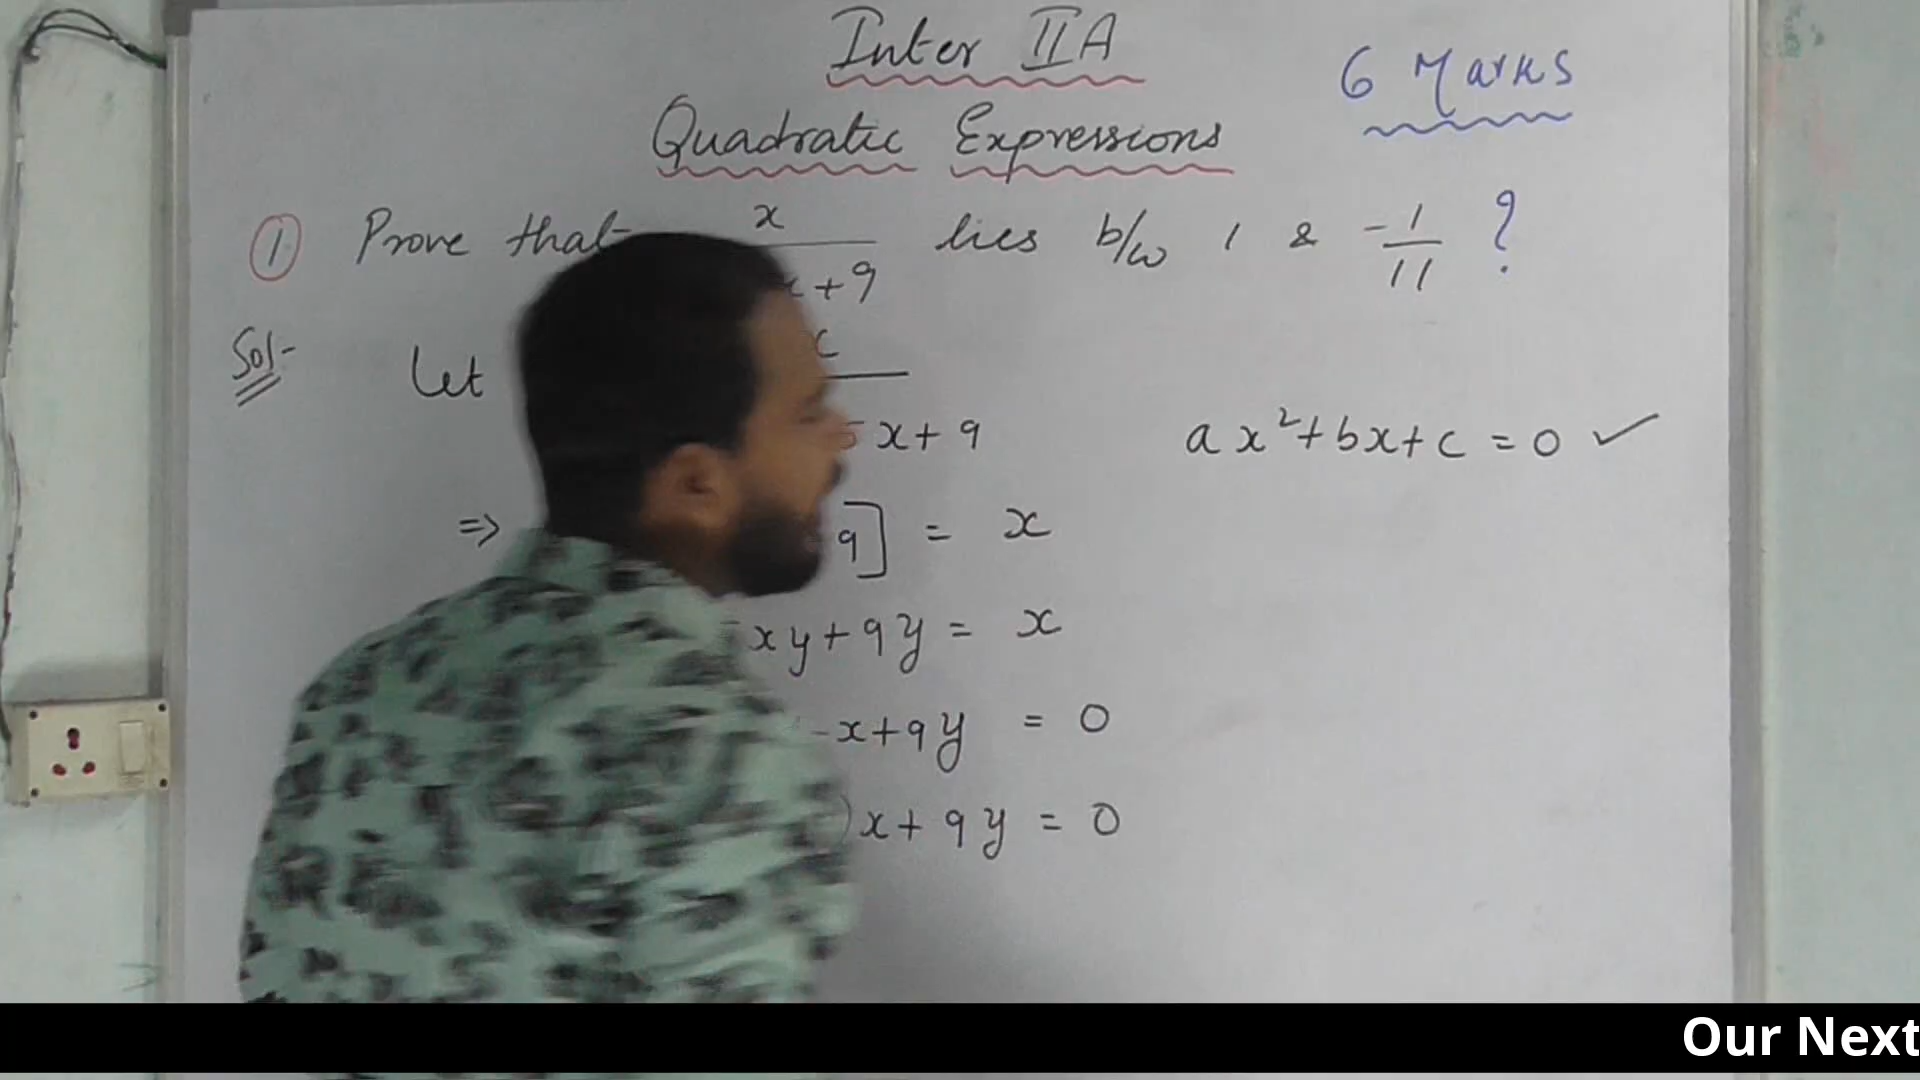 Inter IIA
6 Marks
Quadratic Expressions
① Prove that x / x+9 lies b/w 1 & -1/11 ?
Sol- Let
x+9
ax²+bx+c = 0 ✓
=> 9] = x
xy+9y = x
-x+9y = 0
)x+9y = 0
Our Next